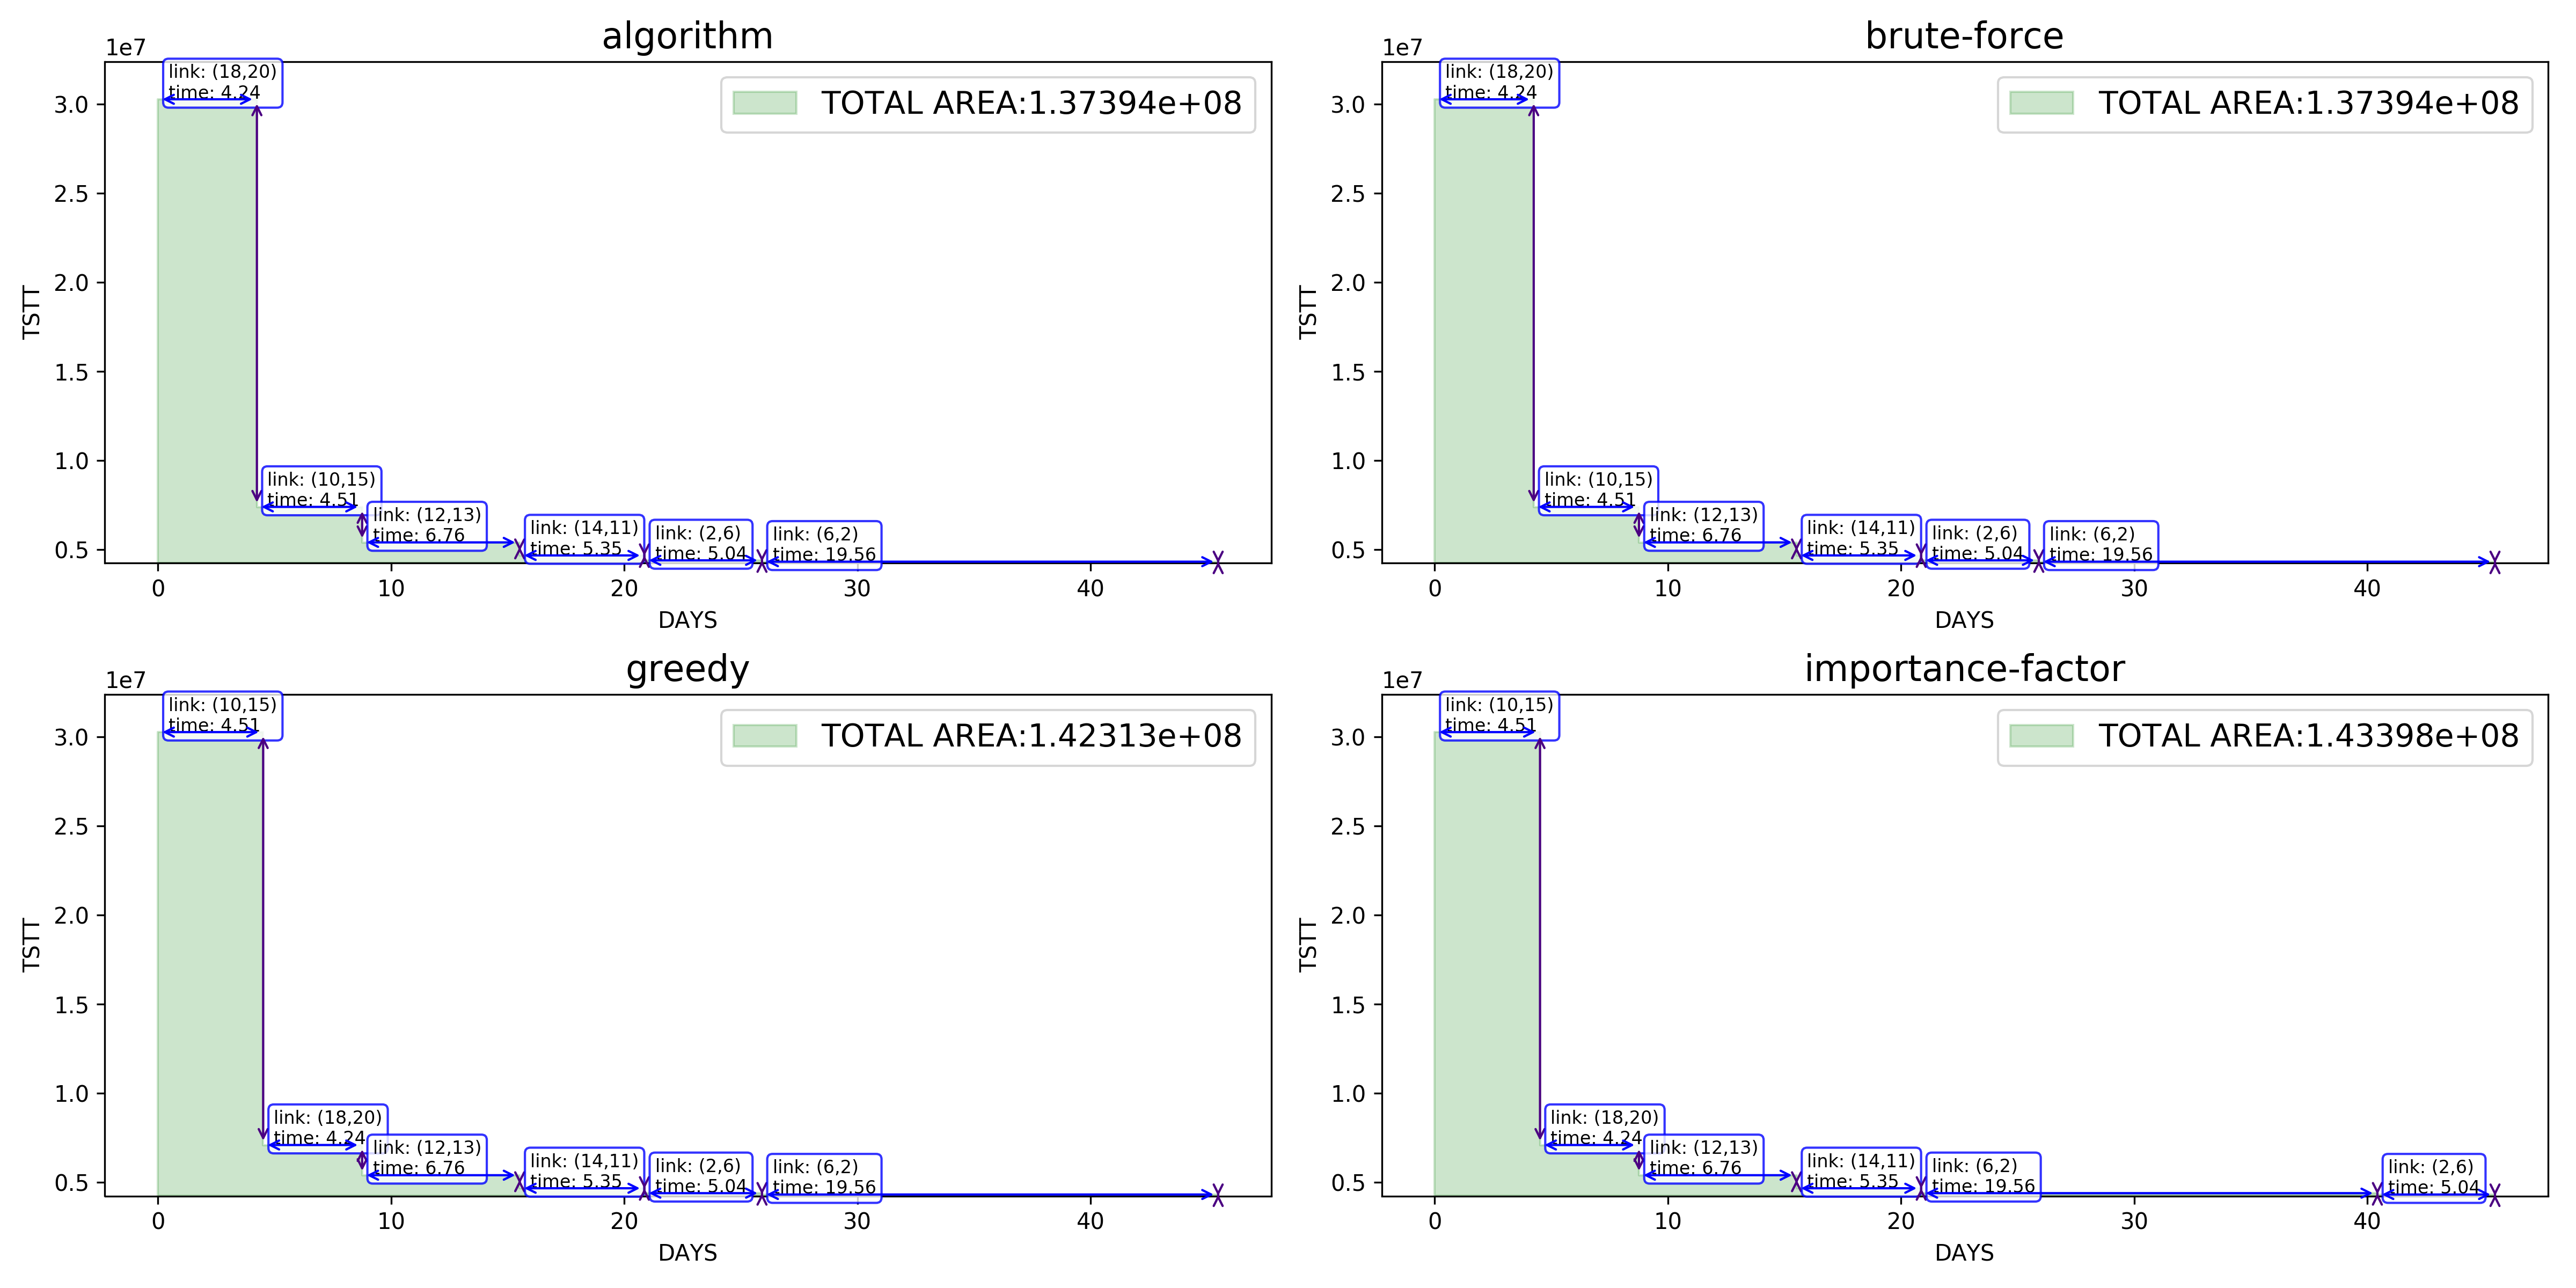 algorithm
1e7
TOTAL AREA:1.37394e+08
link: (18,20)
time: 4.24
link: (10,15)
time: 4.51
link: (12,13)
time: 6.76
link: (14,11)
time: 5.35
link: (2,6)
time: 5.04
link: (6,2)
time: 19.56
3.0
2.5
2.0
1.5
1.0
0.5
TSTT
0 10 20 30 40
DAYS
brute-force
1e7
TOTAL AREA:1.37394e+08
link: (18,20)
time: 4.24
link: (10,15)
time: 4.51
link: (12,13)
time: 6.76
link: (14,11)
time: 5.35
link: (2,6)
time: 5.04
link: (6,2)
time: 19.56
3.0
2.5
2.0
1.5
1.0
0.5
TSTT
0 10 20 30 40
DAYS
greedy
1e7
TOTAL AREA:1.42313e+08
link: (10,15)
time: 4.51
link: (18,20)
time: 4.24
link: (12,13)
time: 6.76
link: (14,11)
time: 5.35
link: (2,6)
time: 5.04
link: (6,2)
time: 19.56
3.0
2.5
2.0
1.5
1.0
0.5
TSTT
0 10 20 30 40
DAYS
importance-factor
1e7
TOTAL AREA:1.43398e+08
link: (10,15)
time: 4.51
link: (18,20)
time: 4.24
link: (12,13)
time: 6.76
link: (14,11)
time: 5.35
link: (6,2)
time: 19.56
link: (2,6)
time: 5.04
3.0
2.5
2.0
1.5
1.0
0.5
TSTT
0 10 20 30 40
DAYS